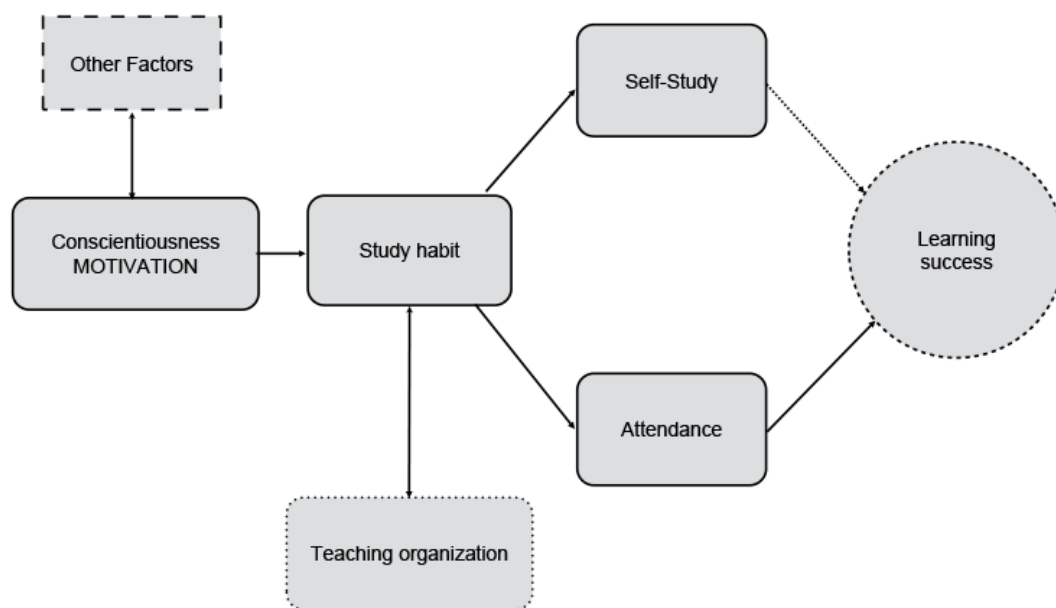 Other Factors
Self-Study
Conscientiousness
MOTIVATION
Study habit
Learning
success
Attendance
Teaching organization